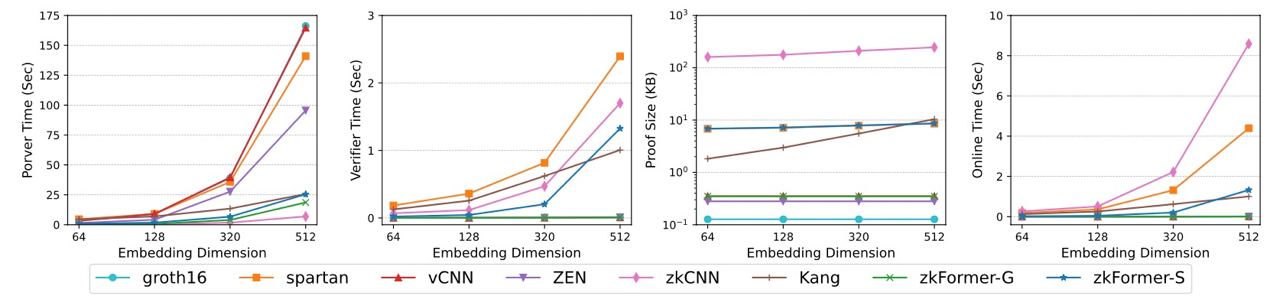 175
150
125
100
75
50
25
0
Porver Time (Sec)
64 128 320 512
Embedding Dimension
3
2
1
0
Verifier Time (Sec)
64 128 320 512
Embedding Dimension
10³
10²
10¹
10⁰
10⁻¹
Proof Size (KB)
64 128 320 512
Embedding Dimension
10
8
6
4
2
0
Online Time (Sec)
64 128 320 512
Embedding Dimension
groth16 spartan vCNN ZEN zkCNN Kang zkFormer-G zkFormer-S